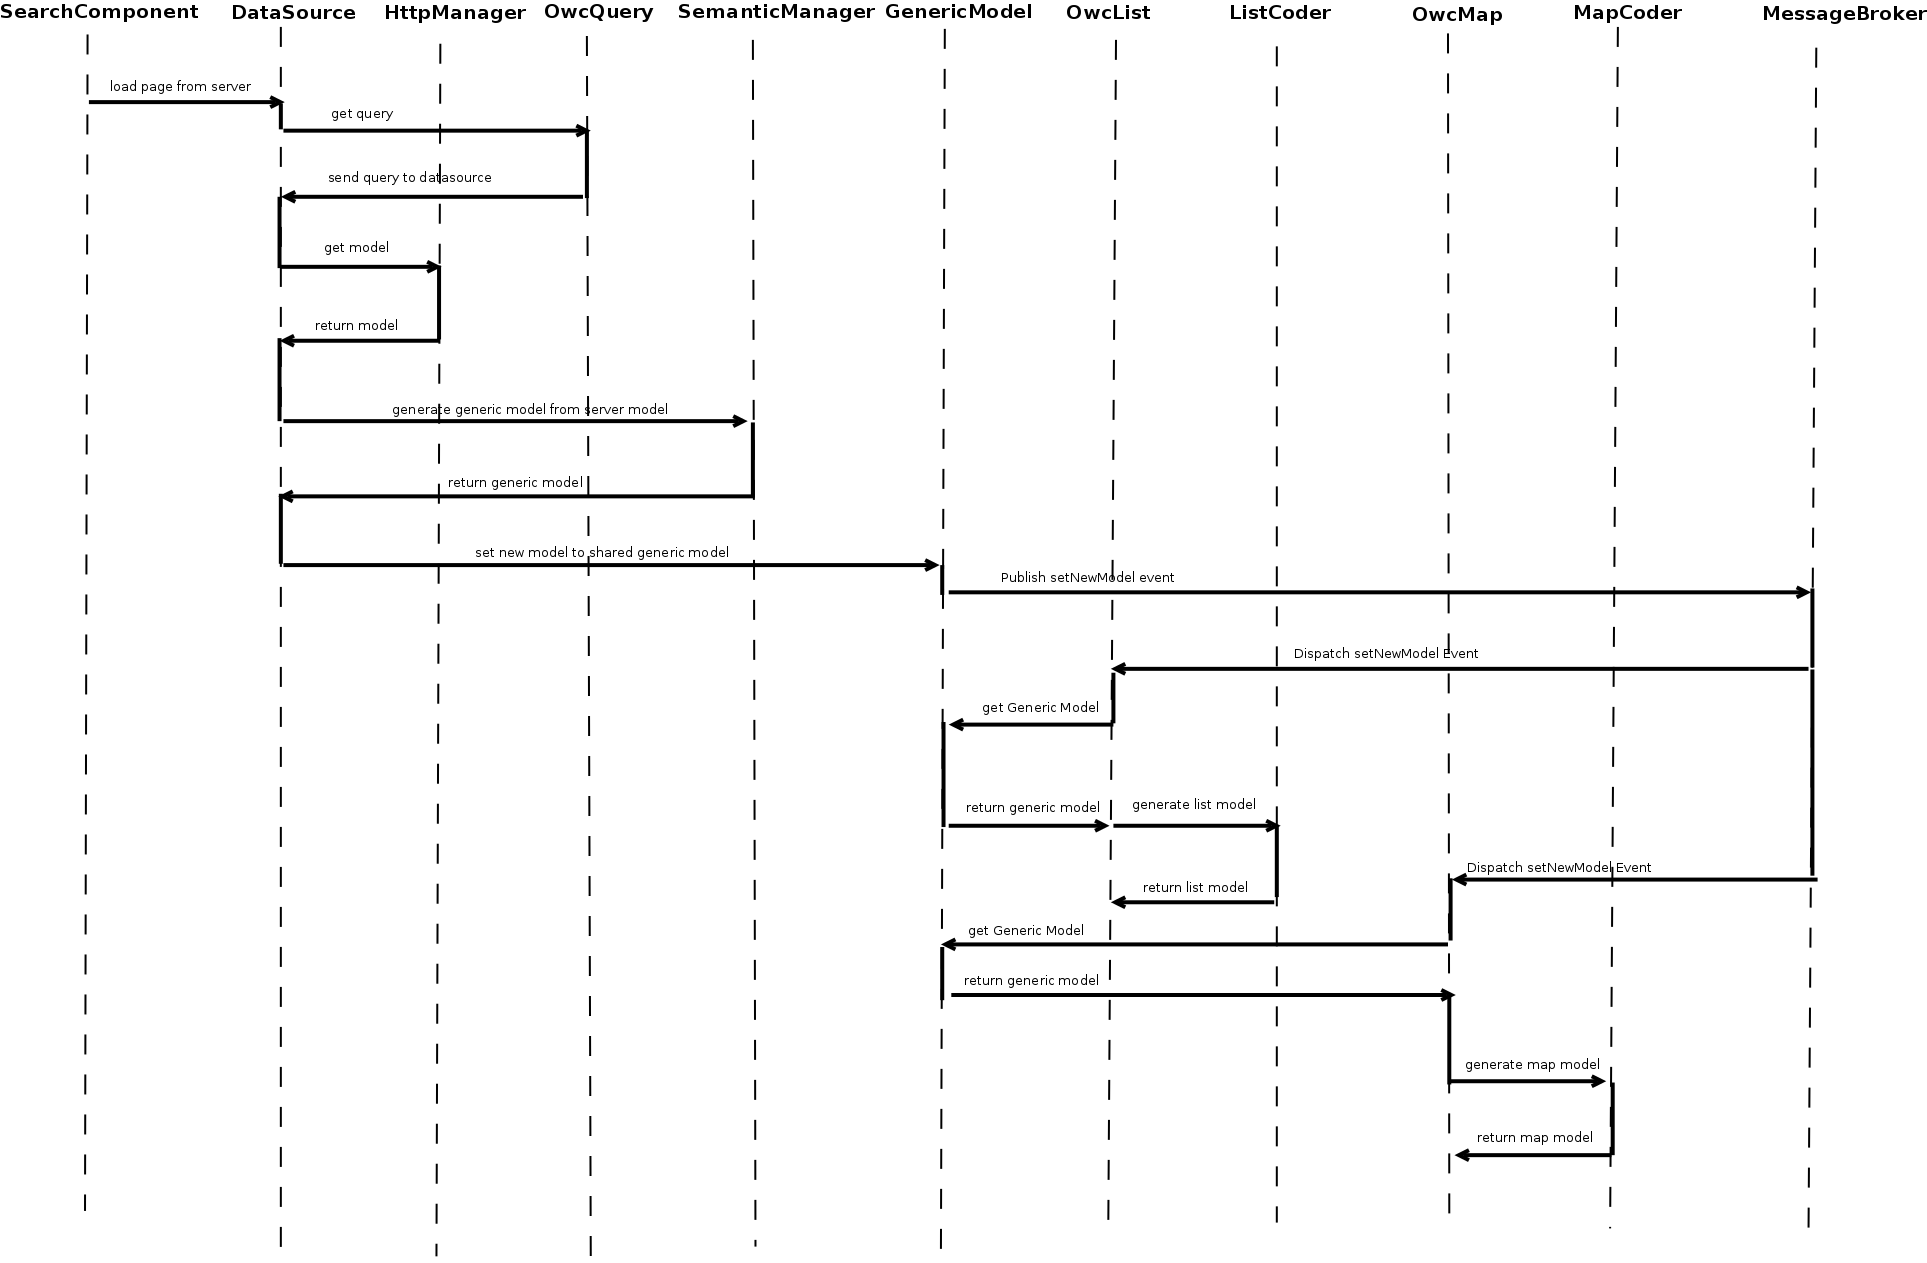 SearchComponent
DataSource
HttpManager
OwcQuery
SemanticManager
GenericModel
OwcList
ListCoder
OwcMap
MapCoder
MessageBroker
load page from server
get query
send query to datasource
get model
return model
generate generic model from server model
return generic model
set new model to shared generic model
Publish setNewModel event
Dispatch setNewModel Event
get Generic Model
return generic model
generate list model
Dispatch setNewModel Event
return list model
get Generic Model
return generic model
generate map model
return map model